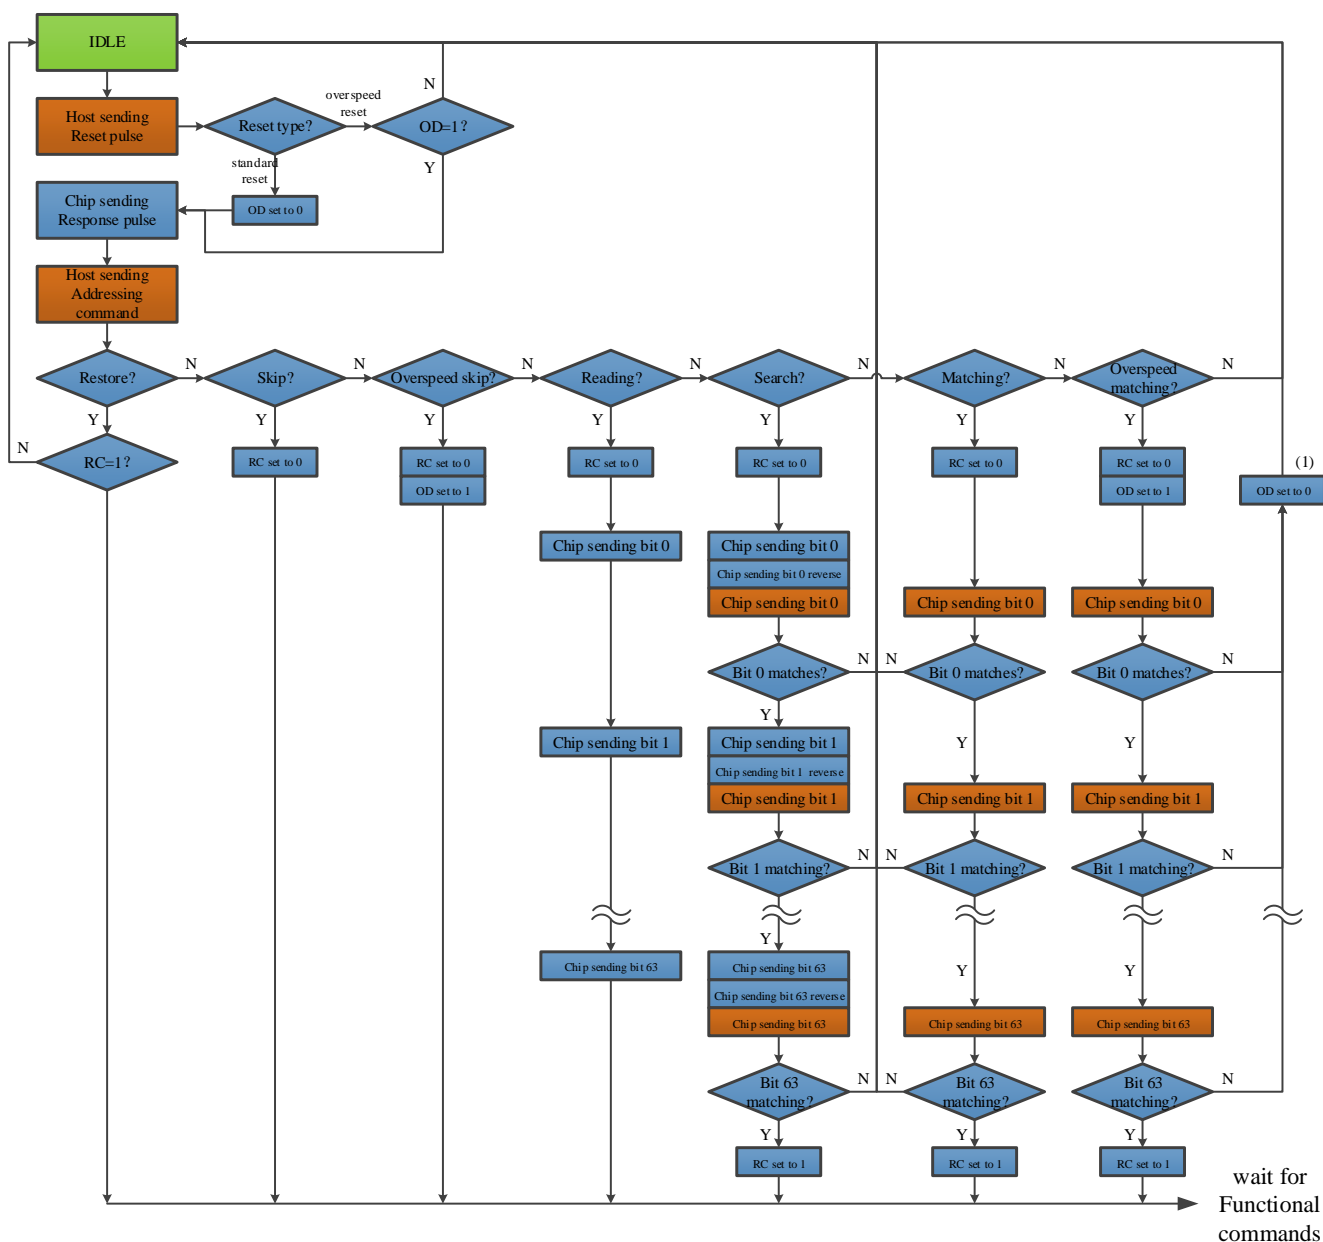 IDLE
N
overspeed
reset
Host sending
Reset pulse
Reset type?
OD=1?
standard
reset
Y
Chip sending
Response pulse
OD set to 0
Host sending
Addressing
command
Restore?
N
Skip?
N
Overspeed skip?
N
Reading?
N
Search?
N
Matching?
N
Overspeed
matching?
N
Y
Y
Y
Y
Y
Y
Y
N
RC=1?
RC set to 0
RC set to 0
OD set to 1
RC set to 0
RC set to 0
RC set to 0
RC set to 0
OD set to 1
(1)
OD set to 0
Chip sending bit 0
Chip sending bit 0
Chip sending bit 0 reverse
Chip sending bit 0
Chip sending bit 0
Chip sending bit 0
Bit 0 matches?
N
N
Bit 0 matches?
Bit 0 matches?
N
Y
Y
Y
Chip sending bit 1
Chip sending bit 1
Chip sending bit 1 reverse
Chip sending bit 1
Chip sending bit 1
Chip sending bit 1
Bit 1 matching?
N
N
Bit 1 matching?
Bit 1 matching?
N
Y
Y
Y
Chip sending bit 63
Chip sending bit 63
Chip sending bit 63 reverse
Chip sending bit 63
Chip sending bit 63
Chip sending bit 63
Bit 63
matching?
N
N
Bit 63
matching?
Bit 63
matching?
N
Y
Y
Y
RC set to 1
RC set to 1
RC set to 1
wait for
Functional
commands